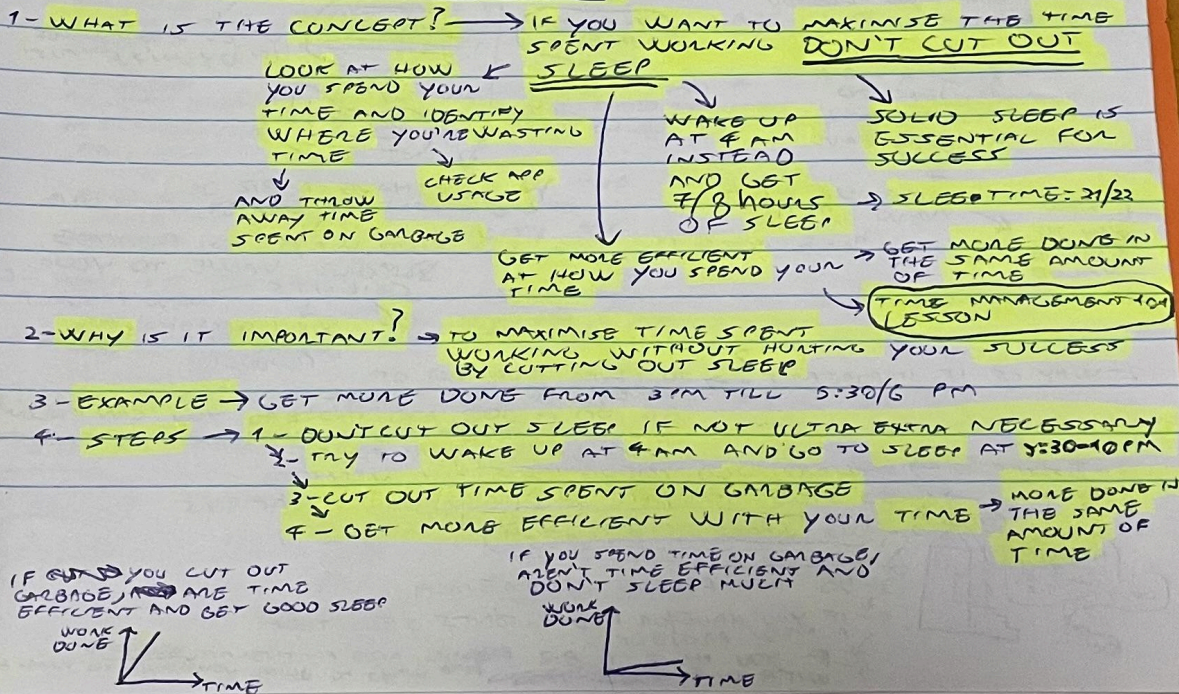 1- WHAT IS THE CONCEPT? → IF YOU WANT TO MAXIMISE THE TIME
SPENT WORKING DON'T CUT OUT
SLEEP
LOOK AT HOW
YOU SPEND YOUR
TIME AND IDENTIFY
WHERE YOU'RE WASTING
TIME
AND THROW
AWAY TIME
SPENT ON GARBAGE
CHECK APP
USAGE
WAKE UP
AT 4 AM
INSTEAD
AND GET
7/8 hours
OF SLEEP
SOLID SLEEP IS
ESSENTIAL FOR
SUCCESS
→ SLEEP TIME: 21/22
GET MORE EFFICIENT
AT HOW YOU SPEND YOUR
TIME
→ GET MORE DONE IN
THE SAME AMOUNT
OF TIME
TIME MANAGEMENT 101
LESSON
2- WHY IS IT IMPORTANT? → TO MAXIMISE TIME SPENT
WORKING WITHOUT HURTING YOUR SUCCESS
BY CUTTING OUT SLEEP
3- EXAMPLE → GET MORE DONE FROM 3PM TILL 5:30/6 PM
4- STEPS → 1- DON'T CUT OUT SLEEP IF NOT ULTRA EXTRA NECESSARY
2- TRY TO WAKE UP AT 4 AM AND GO TO SLEEP AT 9:30-10PM
3- CUT OUT TIME SPENT ON GARBAGE
4- GET MORE EFFICIENT WITH YOUR TIME → MORE DONE IN
THE SAME
AMOUNT OF
TIME
IF YOU CUT OUT
GARBAGE, ARE TIME
EFFICIENT AND GET GOOD SLEEP
WORK
DONE
TIME
IF YOU SPEND TIME ON GARBAGE,
AREN'T TIME EFFICIENT AND
DON'T SLEEP MUCH
WORK
DONE
TIME